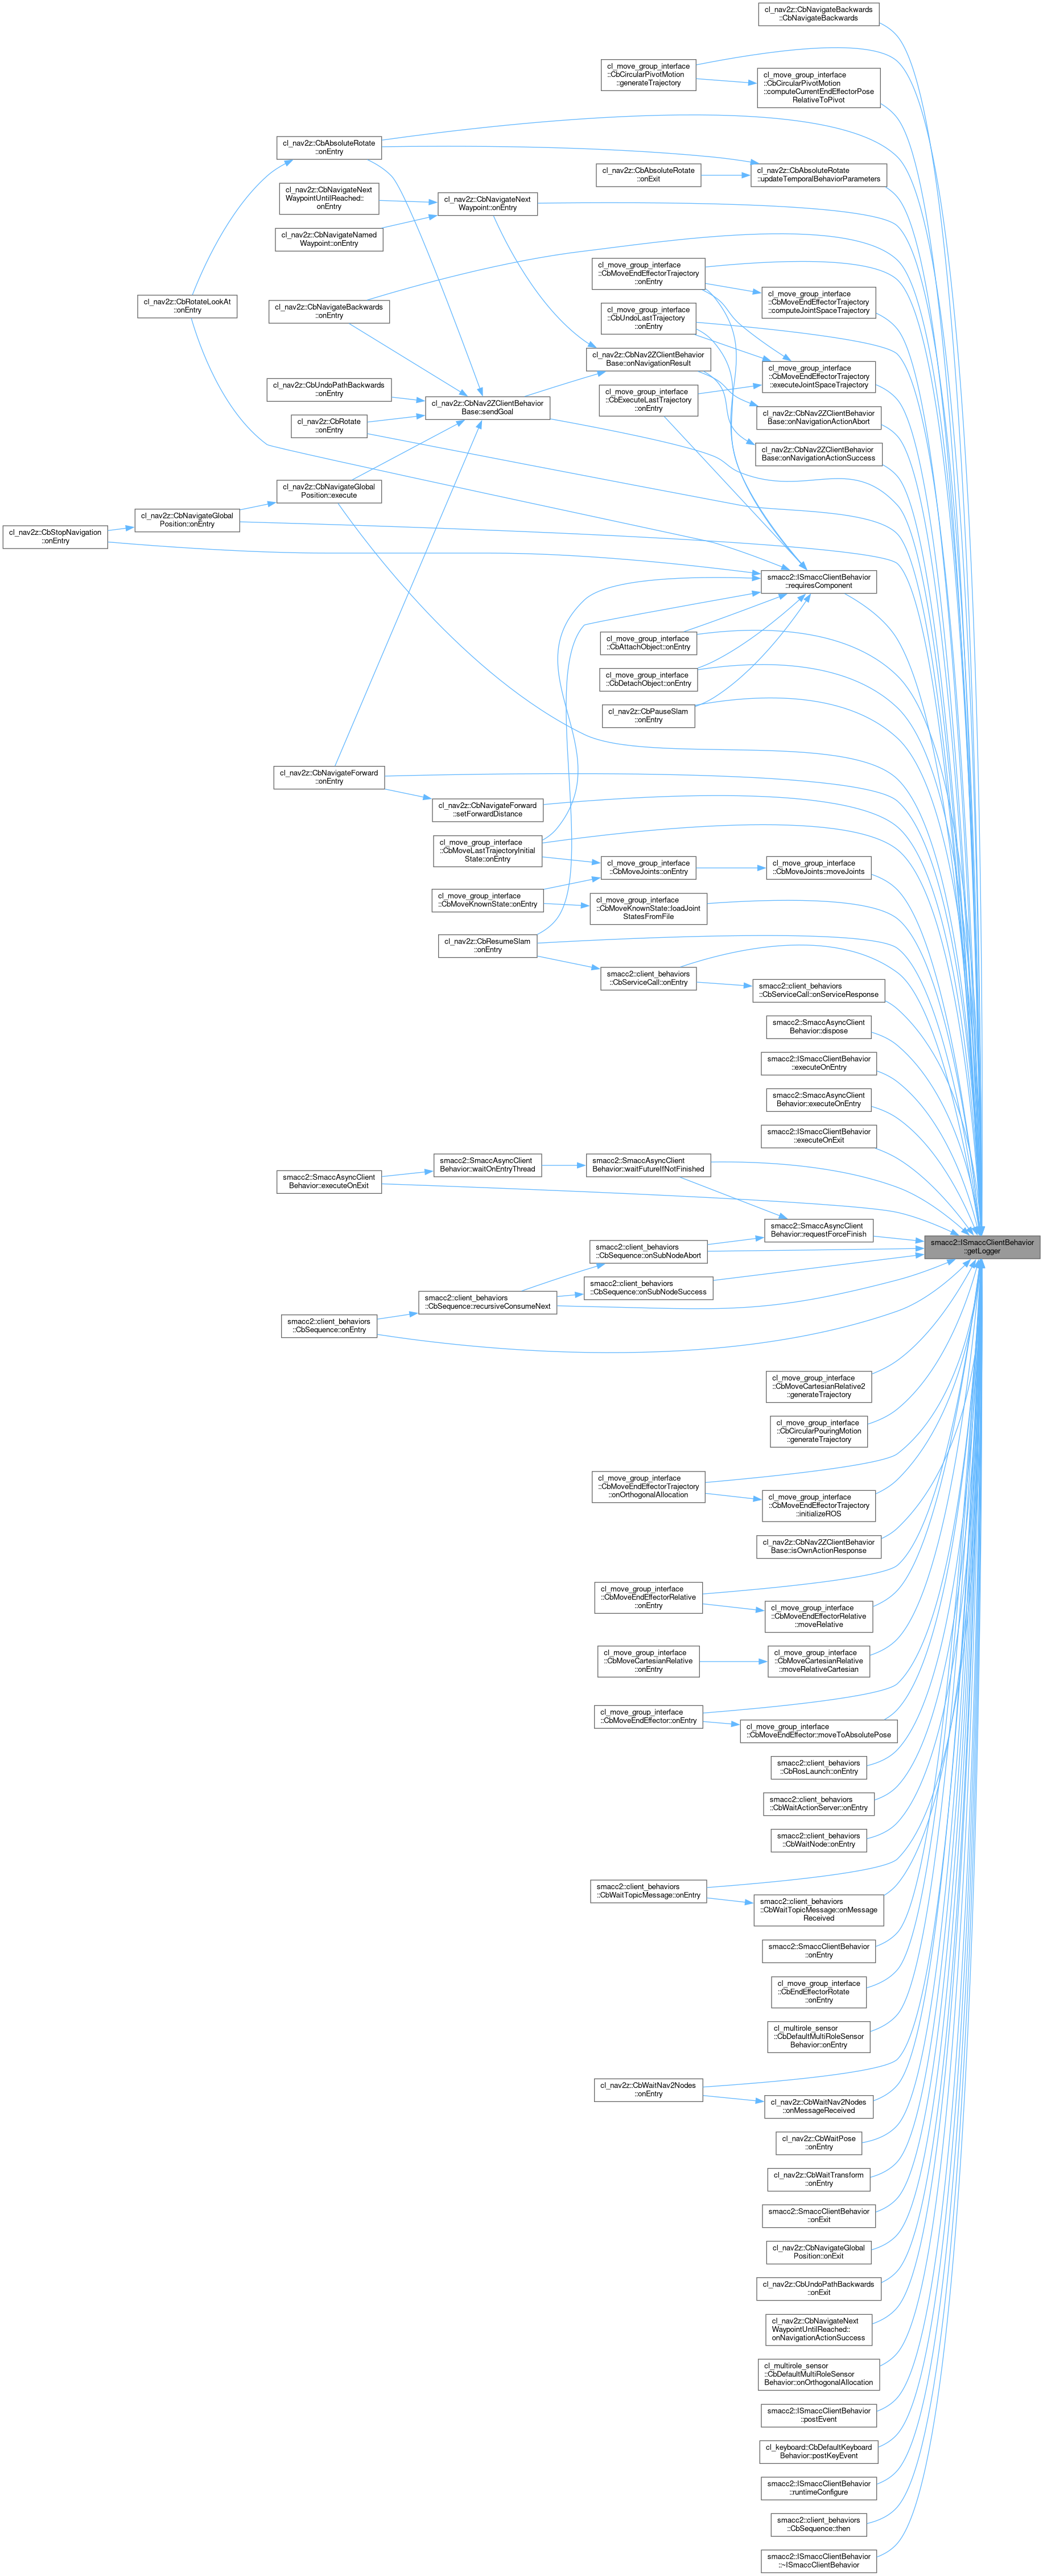 cl_nav2z::CbNavigateBackwards
::CbNavigateBackwards
cl_move_group_interface
::CbCircularPivotMotion
::generateTrajectory
cl_move_group_interface
::CbCircularPivotMotion
::computeCurrentEndEffectorPose
RelativeToPivot
cl_nav2z::CbAbsoluteRotate
::onEntry
cl_nav2z::CbAbsoluteRotate
::onExit
cl_nav2z::CbAbsoluteRotate
::updateTemporalBehaviorParameters
cl_nav2z::CbNavigateNext
WaypointUntilReached::
onEntry
cl_nav2z::CbNavigateNext
Waypoint::onEntry
cl_nav2z::CbNavigateNamed
Waypoint::onEntry
cl_move_group_interface
::CbMoveEndEffectorTrajectory
::onEntry
cl_move_group_interface
::CbMoveEndEffectorTrajectory
::computeJointSpaceTrajectory
cl_nav2z::CbRotateLookAt
::onEntry
cl_nav2z::CbNavigateBackwards
::onEntry
cl_move_group_interface
::CbUndoLastTrajectory
::onEntry
cl_nav2z::CbNav2ZClientBehavior
Base::onNavigationResult
cl_move_group_interface
::CbMoveEndEffectorTrajectory
::executeJointSpaceTrajectory
cl_nav2z::CbUndoPathBackwards
::onEntry
cl_move_group_interface
::CbExecuteLastTrajectory
::onEntry
cl_nav2z::CbNav2ZClientBehavior
Base::sendGoal
cl_nav2z::CbNav2ZClientBehavior
Base::onNavigationActionAbort
cl_nav2z::CbRotate
::onEntry
cl_nav2z::CbNav2ZClientBehavior
Base::onNavigationActionSuccess
cl_nav2z::CbNavigateGlobal
Position::execute
cl_nav2z::CbNavigateGlobal
Position::onEntry
cl_nav2z::CbStopNavigation
::onEntry
smacc2::ISmaccClientBehavior
::requiresComponent
cl_move_group_interface
::CbAttachObject::onEntry
cl_move_group_interface
::CbDetachObject::onEntry
cl_nav2z::CbPauseSlam
::onEntry
cl_nav2z::CbNavigateForward
::onEntry
cl_nav2z::CbNavigateForward
::setForwardDistance
cl_move_group_interface
::CbMoveLastTrajectoryInitial
State::onEntry
cl_move_group_interface
::CbMoveJoints::onEntry
cl_move_group_interface
::CbMoveJoints::moveJoints
cl_move_group_interface
::CbMoveKnownState::onEntry
cl_move_group_interface
::CbMoveKnownState::loadJoint
StatesFromFile
cl_nav2z::CbResumeSlam
::onEntry
smacc2::client_behaviors
::CbServiceCall::onEntry
smacc2::client_behaviors
::CbServiceCall::onServiceResponse
smacc2::SmaccAsyncClient
Behavior::dispose
smacc2::ISmaccClientBehavior
::executeOnEntry
smacc2::SmaccAsyncClient
Behavior::executeOnEntry
smacc2::ISmaccClientBehavior
::executeOnExit
smacc2::SmaccAsyncClient
Behavior::executeOnExit
smacc2::SmaccAsyncClient
Behavior::waitOnEntryThread
smacc2::SmaccAsyncClient
Behavior::waitFutureIfNotFinished
smacc2::SmaccAsyncClient
Behavior::requestForceFinish
smacc2::ISmaccClientBehavior
::getLogger
smacc2::client_behaviors
::CbSequence::onSubNodeAbort
smacc2::client_behaviors
::CbSequence::onSubNodeSuccess
smacc2::client_behaviors
::CbSequence::recursiveConsumeNext
smacc2::client_behaviors
::CbSequence::onEntry
cl_move_group_interface
::CbMoveCartesianRelative2
::generateTrajectory
cl_move_group_interface
::CbCircularPouringMotion
::generateTrajectory
cl_move_group_interface
::CbMoveEndEffectorTrajectory
::onOrthogonalAllocation
cl_move_group_interface
::CbMoveEndEffectorTrajectory
::initializeROS
cl_nav2z::CbNav2ZClientBehavior
Base::isOwnActionResponse
cl_move_group_interface
::CbMoveEndEffectorRelative
::onEntry
cl_move_group_interface
::CbMoveEndEffectorRelative
::moveRelative
cl_move_group_interface
::CbMoveCartesianRelative
::onEntry
cl_move_group_interface
::CbMoveCartesianRelative
::moveRelativeCartesian
cl_move_group_interface
::CbMoveEndEffector::onEntry
cl_move_group_interface
::CbMoveEndEffector::moveToAbsolutePose
smacc2::client_behaviors
::CbRosLaunch::onEntry
smacc2::client_behaviors
::CbWaitActionServer::onEntry
smacc2::client_behaviors
::CbWaitNode::onEntry
smacc2::client_behaviors
::CbWaitTopicMessage::onEntry
smacc2::client_behaviors
::CbWaitTopicMessage::onMessage
Received
smacc2::SmaccClientBehavior
::onEntry
cl_move_group_interface
::CbEndEffectorRotate
::onEntry
cl_multirole_sensor
::CbDefaultMultiRoleSensor
Behavior::onEntry
cl_nav2z::CbWaitNav2Nodes
::onEntry
cl_nav2z::CbWaitNav2Nodes
::onMessageReceived
cl_nav2z::CbWaitPose
::onEntry
cl_nav2z::CbWaitTransform
::onEntry
smacc2::SmaccClientBehavior
::onExit
cl_nav2z::CbNavigateGlobal
Position::onExit
cl_nav2z::CbUndoPathBackwards
::onExit
cl_nav2z::CbNavigateNext
WaypointUntilReached::
onNavigationActionSuccess
cl_multirole_sensor
::CbDefaultMultiRoleSensor
Behavior::onOrthogonalAllocation
smacc2::ISmaccClientBehavior
::postEvent
cl_keyboard::CbDefaultKeyboard
Behavior::postKeyEvent
smacc2::ISmaccClientBehavior
::runtimeConfigure
smacc2::client_behaviors
::CbSequence::then
smacc2::ISmaccClientBehavior
::~ISmaccClientBehavior